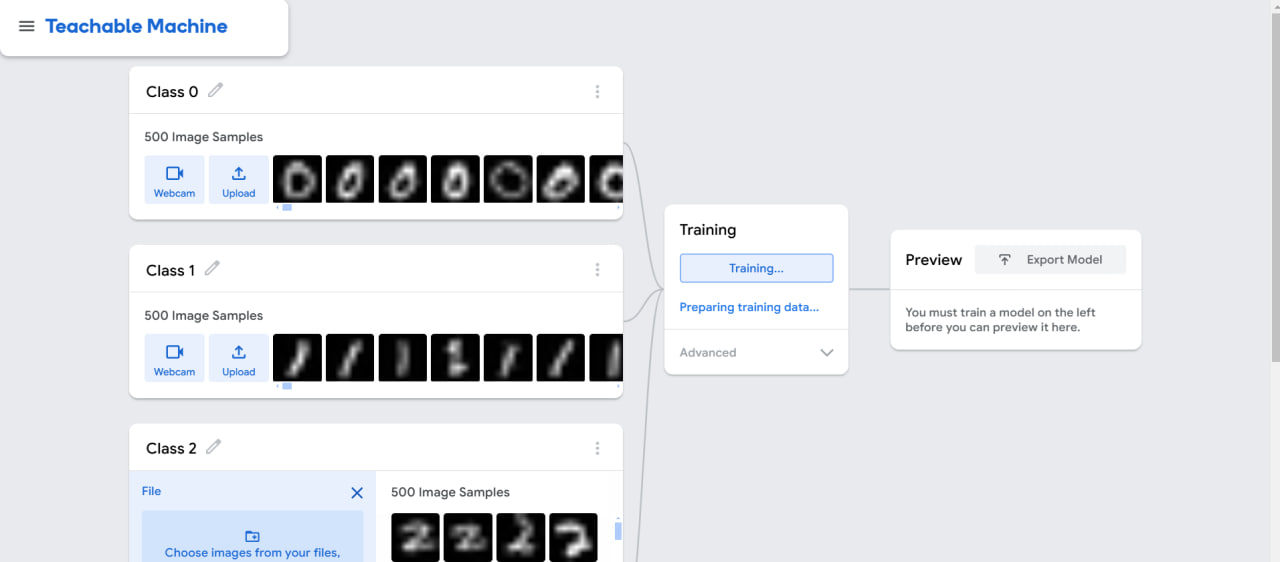 Teachable Machine
Class 0
500 Image Samples
Webcam
Upload
Class 1
500 Image Samples
Webcam
Upload
Class 2
File
Choose images from your files,
500 Image Samples
Training
Training...
Preparing training data...
Advanced
Preview
Export Model
You must train a model on the left
before you can preview it here.